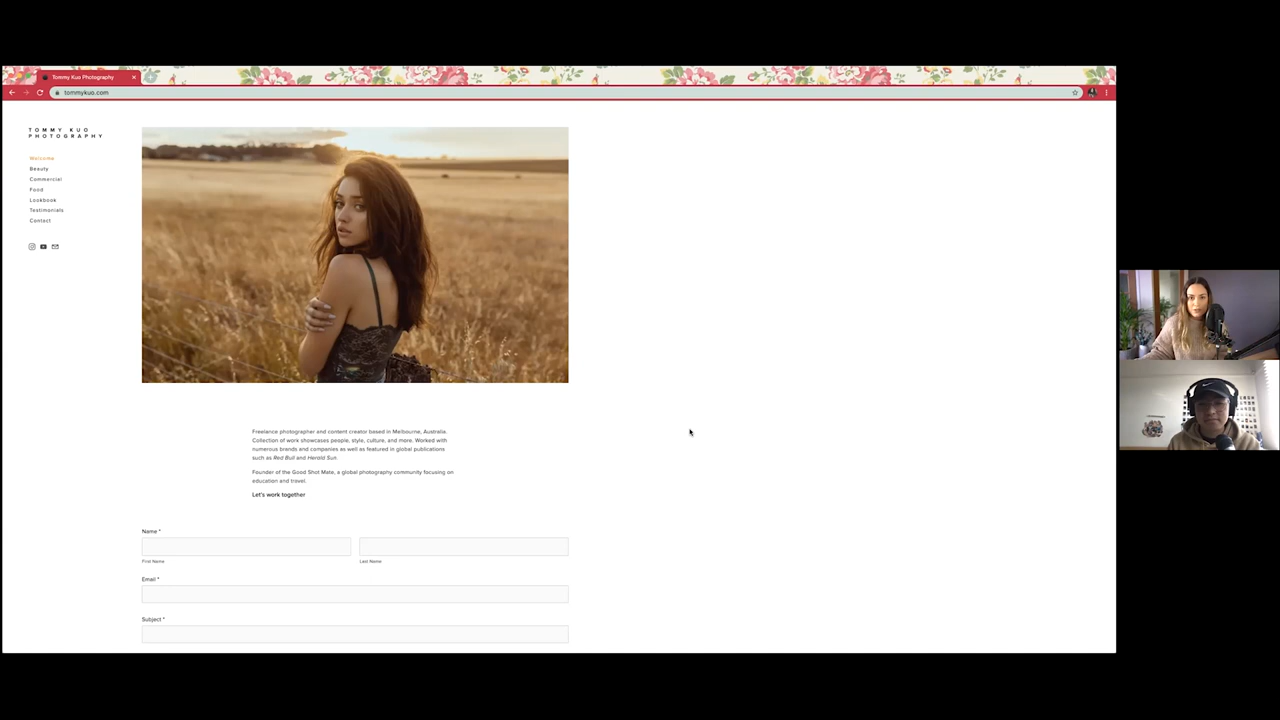 Tommy Kuo Photography
tommykuo.com
TOMMY KUO
PHOTOGRAPHY
Welcome
Beauty
Commercial
Food
Lookbook
Testimonials
Contact
Freelance photographer and content creator based in Melbourne, Australia.
Collection of work showcases people, style, culture, and more. Worked with
numerous brands and companies as well as featured in global publications
such as Red Bull and Herald Sun.
Founder of the Good Shot Mate, a global photography community focusing on
education and travel.
Let's work together
Name *
First Name
Last Name
Email *
Subject *